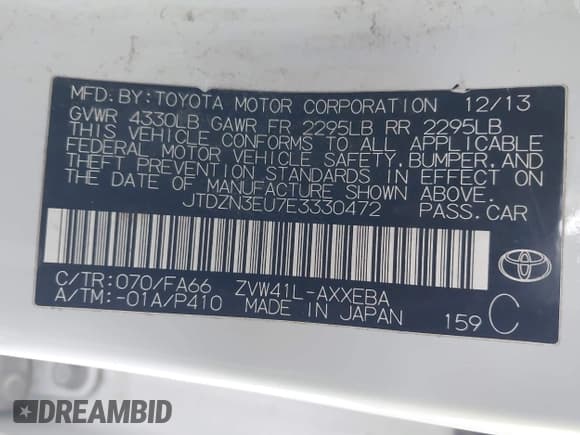 MFD. BY: TOYOTA MOTOR CORPORATION 12/13
GVWR 4330LB GAWR FR 2295LB RR 2295LB
THIS VEHICLE CONFORMS TO ALL APPLICABLE
FEDERAL MOTOR VEHICLE SAFETY, BUMPER, AND
THEFT PREVENTION STANDARDS IN EFFECT ON
THE DATE OF MANUFACTURE SHOWN ABOVE.
JTDZN3EU7E3330472 PASS. CAR
C/TR: 070/FA66 ZVW41L-AXXEBA
A/TM: -01A/P410 MADE IN JAPAN 159 C
TOYOTA
DREAMBID